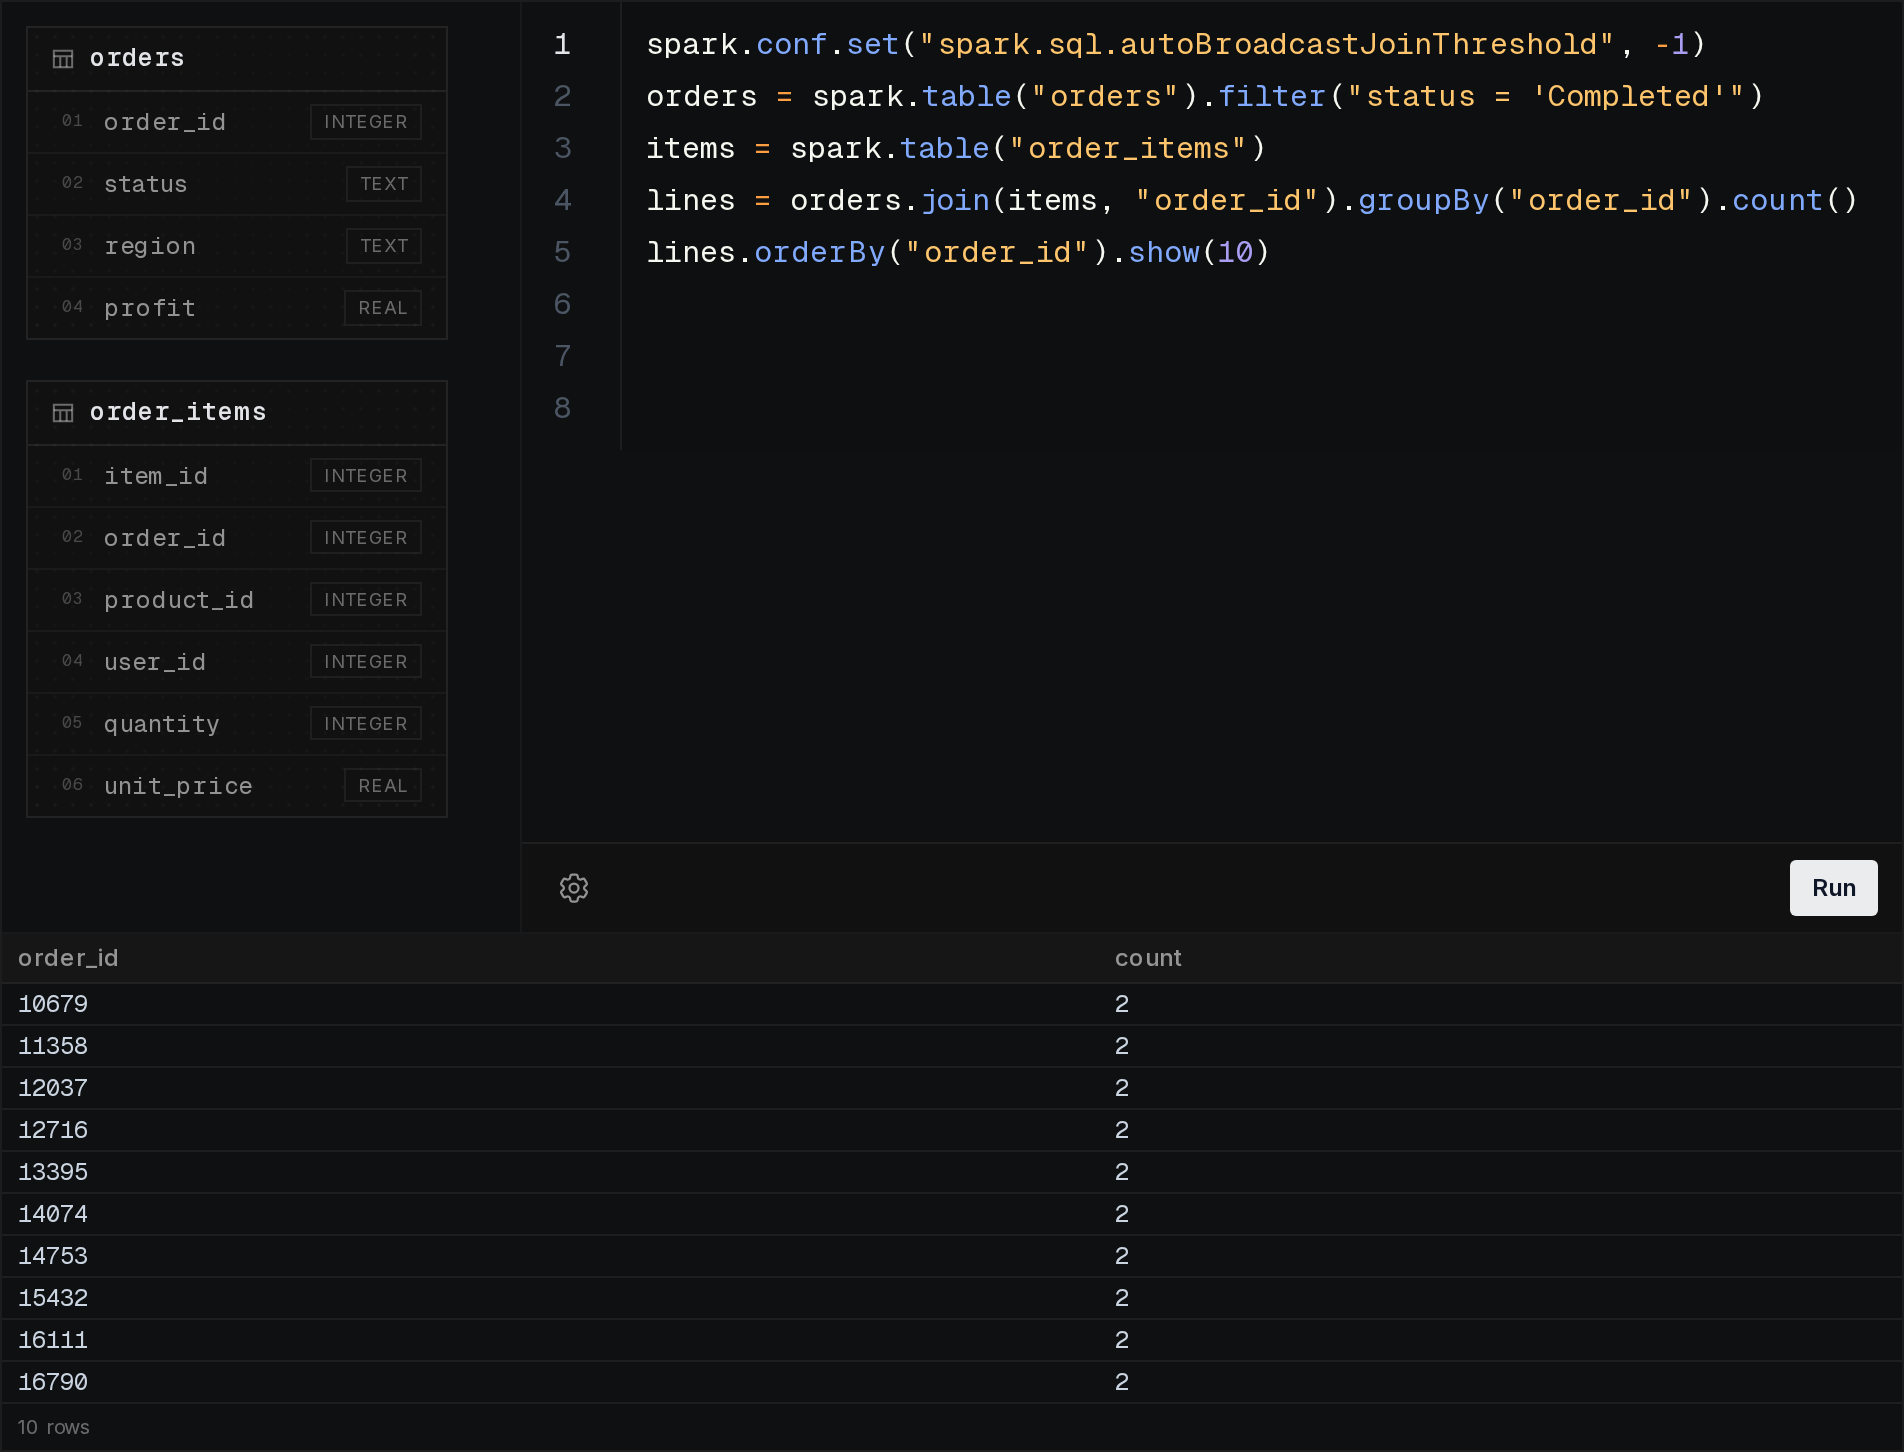 orders
01 order_id INTEGER
02 status TEXT
03 region TEXT
04 profit REAL
order_items
01 item_id INTEGER
02 order_id INTEGER
03 product_id INTEGER
04 user_id INTEGER
05 quantity INTEGER
06 unit_price REAL
1 spark.conf.set("spark.sql.autoBroadcastJoinThreshold", -1)
2 orders = spark.table("orders").filter("status = 'Completed'")
3 items = spark.table("order_items")
4 lines = orders.join(items, "order_id").groupBy("order_id").count()
5 lines.orderBy("order_id").show(10)
6
7
8
Run
order_id count
10679 2
11358 2
12037 2
12716 2
13395 2
14074 2
14753 2
15432 2
16111 2
16790 2
10 rows